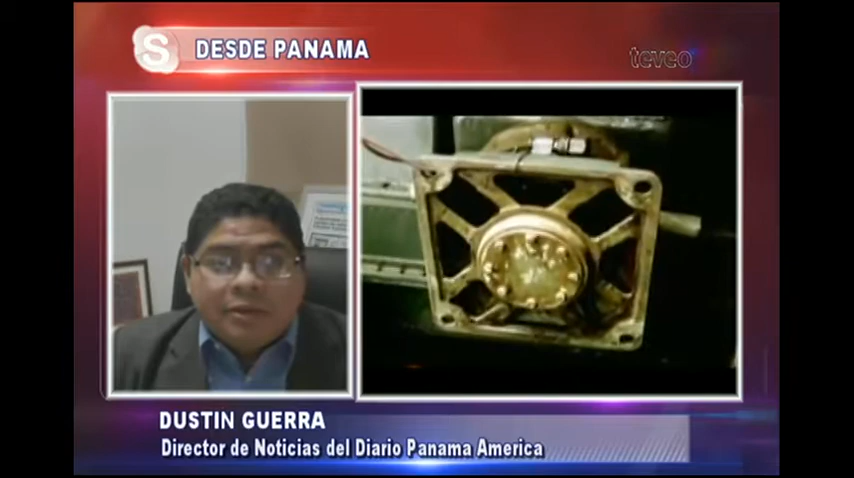 S DESDE PANAMA
teveo
DUSTIN GUERRA
Director de Noticias del Diario Panama America